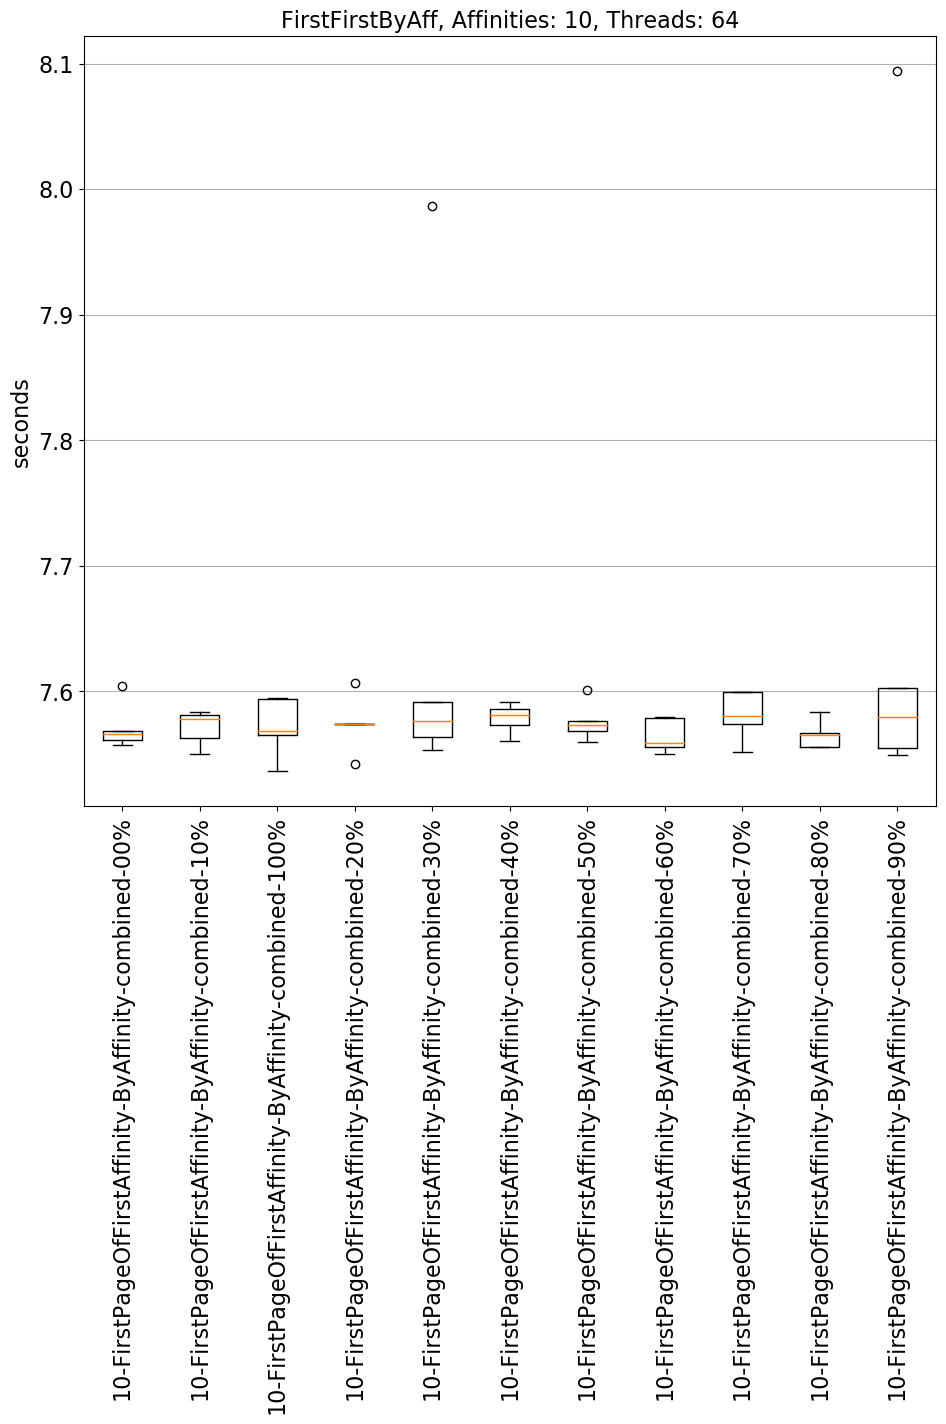 FirstFirstByAff, Affinities: 10, Threads: 64
8.1
8.0
7.9
7.8
7.7
7.6
seconds
10-FirstPageOfFirstAffinity-ByAffinity-combined-00%
10-FirstPageOfFirstAffinity-ByAffinity-combined-10%
10-FirstPageOfFirstAffinity-ByAffinity-combined-100%
10-FirstPageOfFirstAffinity-ByAffinity-combined-20%
10-FirstPageOfFirstAffinity-ByAffinity-combined-30%
10-FirstPageOfFirstAffinity-ByAffinity-combined-40%
10-FirstPageOfFirstAffinity-ByAffinity-combined-50%
10-FirstPageOfFirstAffinity-ByAffinity-combined-60%
10-FirstPageOfFirstAffinity-ByAffinity-combined-70%
10-FirstPageOfFirstAffinity-ByAffinity-combined-80%
10-FirstPageOfFirstAffinity-ByAffinity-combined-90%